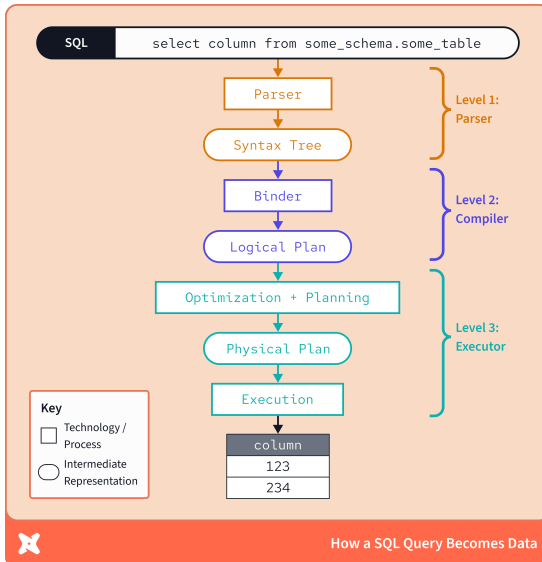 SQL select column from some_schema.some_table
Parser
Level 1:
Parser
Syntax Tree
Binder
Level 2:
Compiler
Logical Plan
Optimization + Planning
Level 3:
Executor
Physical Plan
Execution
Key
Technology /
Process
Intermediate
Representation
column
123
234
How a SQL Query Becomes Data